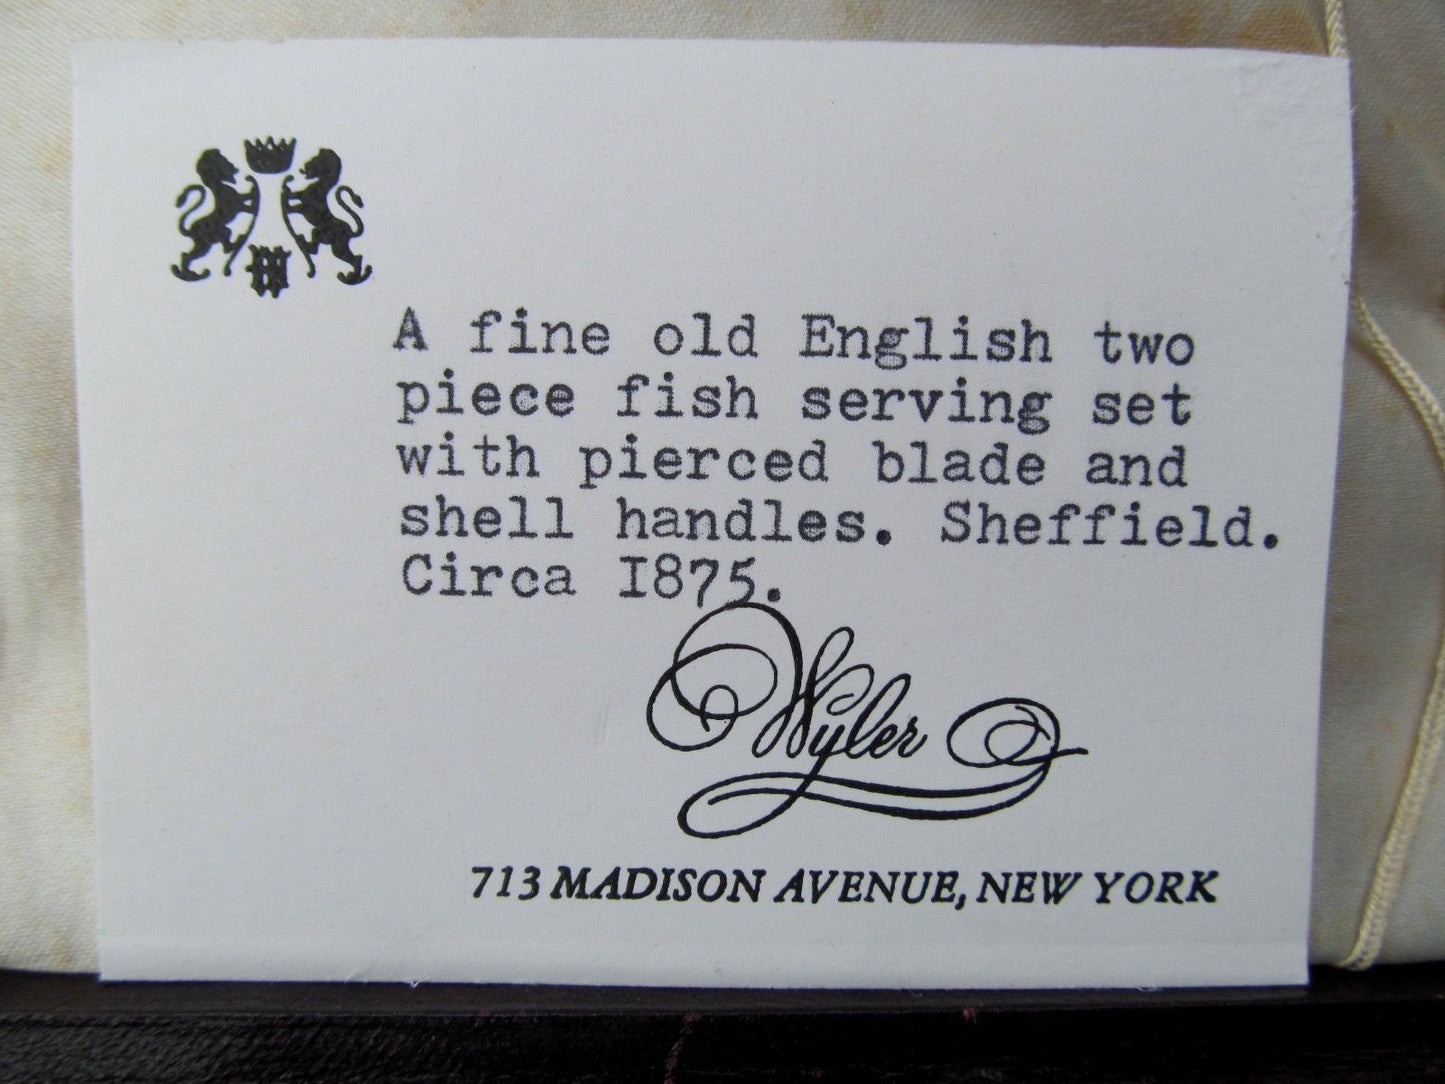 A fine old English two
piece fish serving set
with pierced blade and
shell handles. Sheffield.
Circa I875.
Wyler
713 MADISON AVENUE, NEW YORK